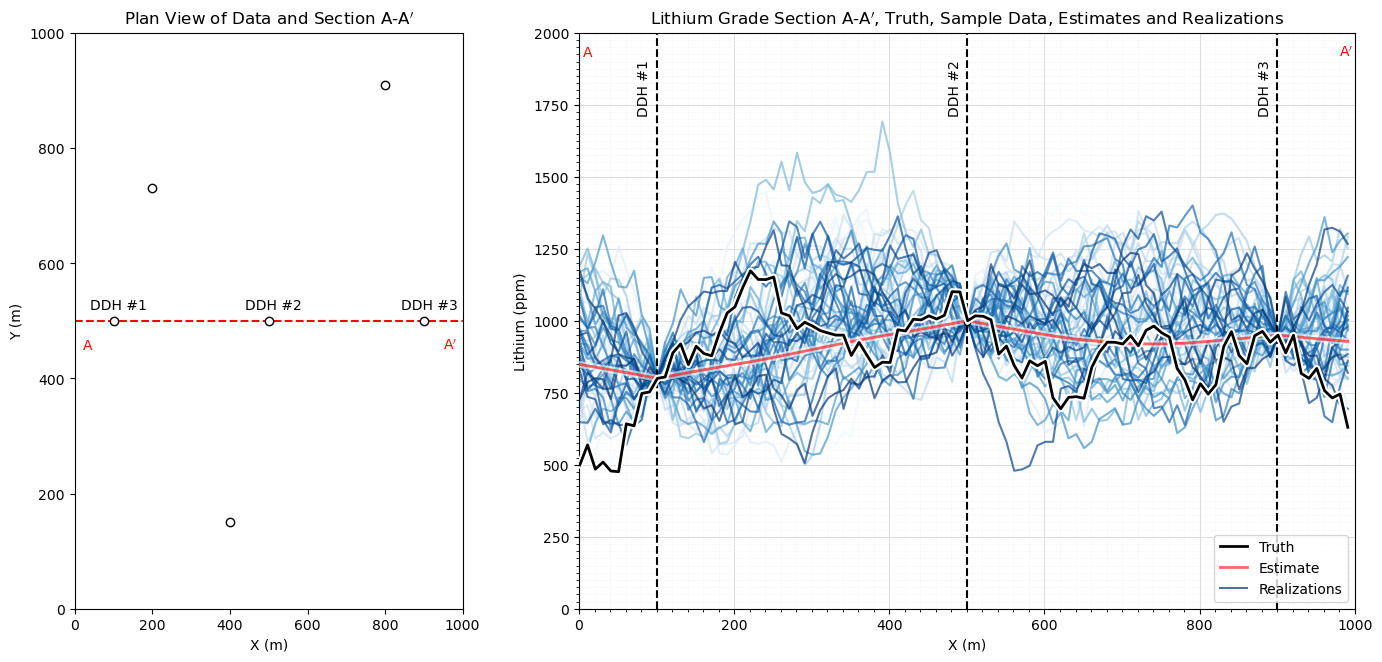 Plan View of Data and Section A-A′
Y (m)
1000
800
600
400
200
0
DDH #1
DDH #2
DDH #3
A
A′
0
200
400
600
800
1000
X (m)
Lithium Grade Section A-A′, Truth, Sample Data, Estimates and Realizations
Lithium (ppm)
2000
1750
1500
1250
1000
750
500
250
0
A
A′
DDH #1
DDH #2
DDH #3
Truth
Estimate
Realizations
0
200
400
600
800
1000
X (m)